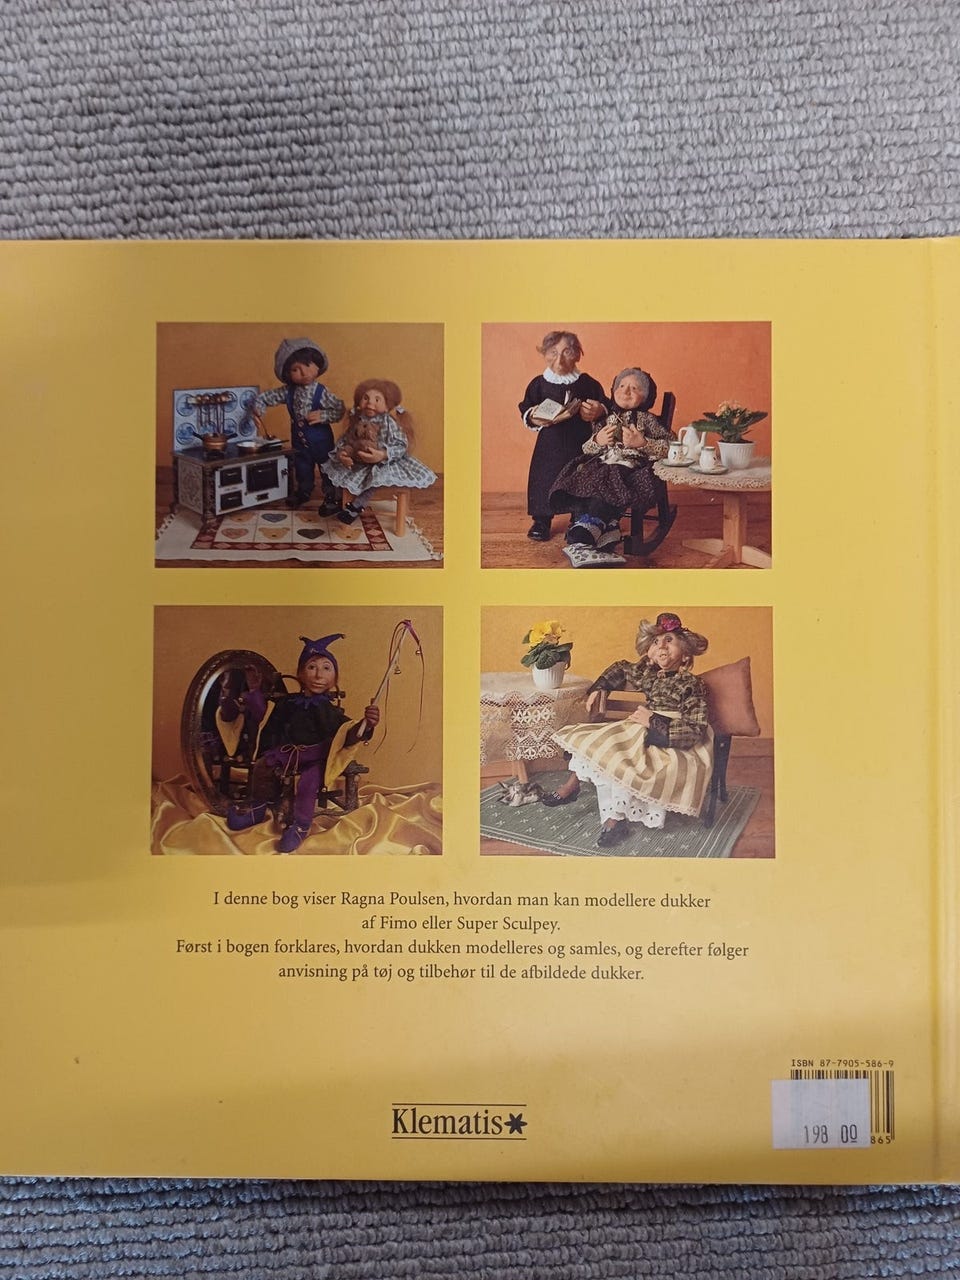 I denne bog viser Ragna Poulsen, hvordan man kan modellere dukker
af Fimo eller Super Sculpey.
Først i bogen forklares, hvordan dukken modelleres og samles, og derefter følger
anvisning på tøj og tilbehør til de afbildede dukker.
ISBN 87-7905-586-9
Klematis
198 00
865